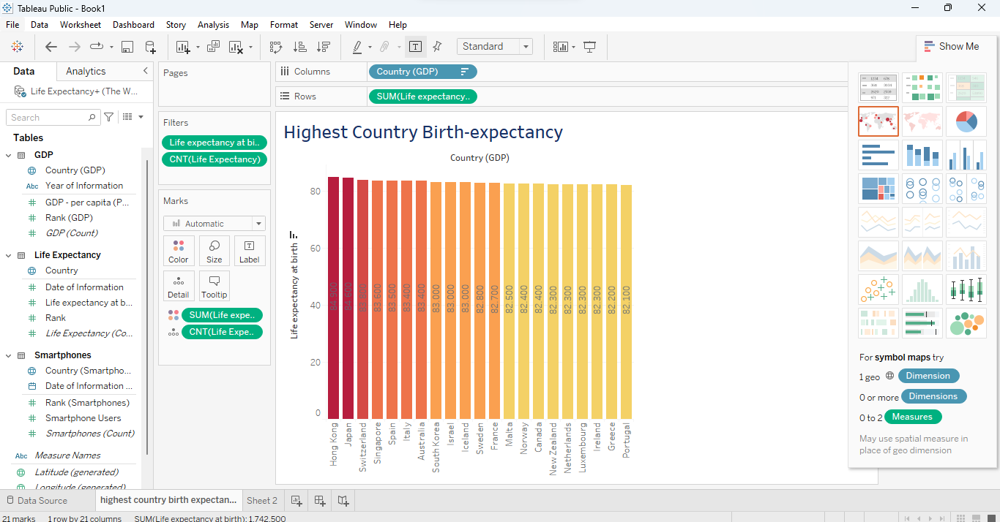 Tableau Public - Book1
File Data Worksheet Dashboard Story Analysis Map Format Server Window Help
Standard
Show Me
Data Analytics
Life Expectancy+ (The W...
Search
Tables
GDP
Country (GDP)
Abc Year of Information
GDP - per capita (P...
Rank (GDP)
GDP (Count)
Life Expectancy
Country
Date of Information
Life expectancy at b...
Rank
Life Expectancy (Co...
Smartphones
Country (Smartpho...
Date of Information ...
Rank (Smartphones)
Smartphone Users
Smartphones (Count)
Abc Measure Names
Latitude (generated)
Longitude (generated)
Pages
Filters
Life expectancy at bi..
CNT(Life Expectancy)
Marks
Automatic
Color Size Label
Detail Tooltip
SUM(Life expe..
CNT(Life Expe..
Columns Country (GDP)
Rows SUM(Life expectancy..
Highest Country Birth-expectancy
Country (GDP)
Life expectancy at birth
80
60
40
20
0
84.900
84.600
83.600
83.500
83.400
83.400
83.000
83.000
83.000
82.800
82.700
82.500
82.400
82.400
82.300
82.300
82.300
82.300
82.200
82.100
Hong Kong
Japan
Switzerland
Singapore
Spain
Italy
Australia
South Korea
Israel
Iceland
Sweden
France
Malta
Norway
Canada
New Zealand
Netherlands
Luxembourg
Ireland
Greece
Portugal
For symbol maps try
1 geo Dimension
0 or more Dimensions
0 to 2 Measures
May use spatial measure in
place of geo dimension
Data Source highest country birth expectan... Sheet 2
21 marks 1 row by 21 columns SUM(Life expectancy at birth): 1,742.500